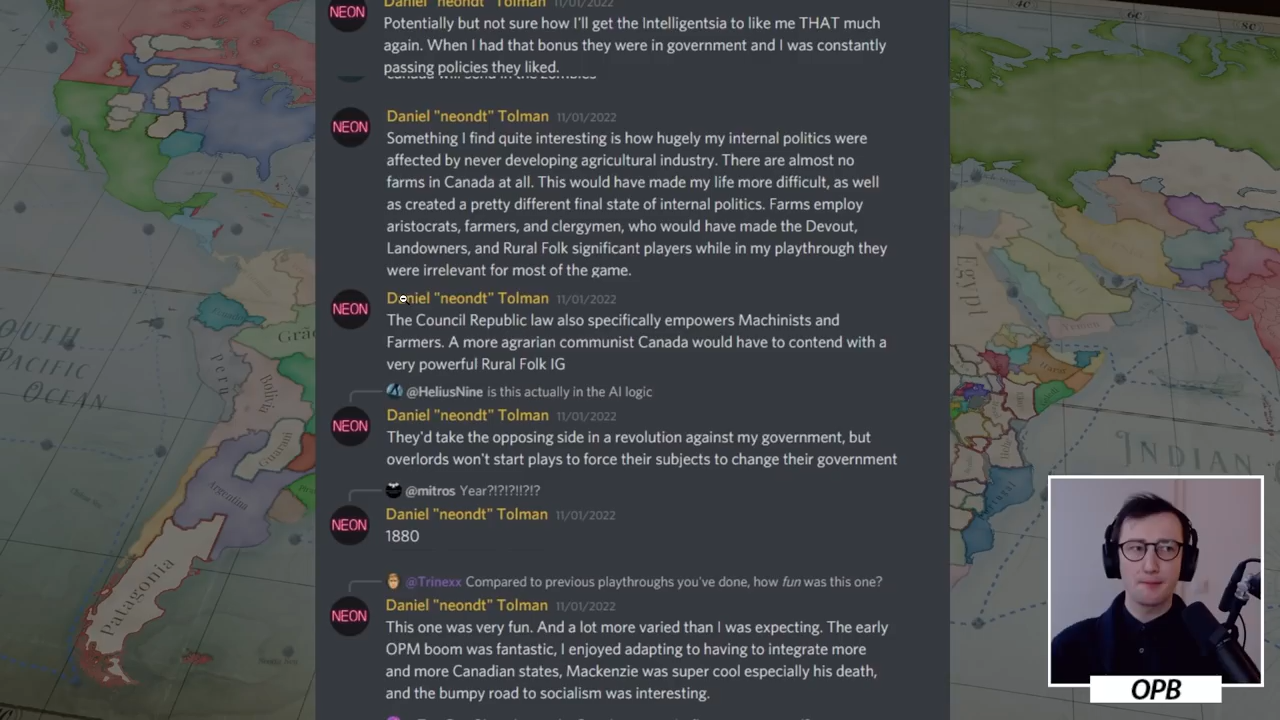 Daniel "neondt" Tolman 11/01/2022
NEON
Potentially but not sure how I'll get the Intelligentsia to like me THAT much
again. When I had that bonus they were in government and I was constantly
passing policies they liked.
Daniel "neondt" Tolman 11/01/2022
NEON
Something I find quite interesting is how hugely my internal politics were
affected by never developing agricultural industry. There are almost no
farms in Canada at all. This would have made my life more difficult, as well
as created a pretty different final state of internal politics. Farms employ
aristocrats, farmers, and clergymen, who would have made the Devout,
Landowners, and Rural Folk significant players while in my playthrough they
were irrelevant for most of the game.
Daniel "neondt" Tolman 11/01/2022
NEON
The Council Republic law also specifically empowers Machinists and
Farmers. A more agrarian communist Canada would have to contend with a
very powerful Rural Folk IG
@HeliusNine is this actually in the AI logic
Daniel "neondt" Tolman 11/01/2022
NEON
They'd take the opposing side in a revolution against my government, but
overlords won't start plays to force their subjects to change their government
@mitros Year?!?!?!!?!?
Daniel "neondt" Tolman 11/01/2022
NEON
1880
@Trinexx Compared to previous playthroughs you've done, how fun was this one?
Daniel "neondt" Tolman 11/01/2022
NEON
This one was very fun. And a lot more varied than I was expecting. The early
OPM boom was fantastic, I enjoyed adapting to having to integrate more
and more Canadian states, Mackenzie was super cool especially his death,
and the bumpy road to socialism was interesting.
SOUTH
PACIFIC
OCEAN
Peru
Bolivia
Guarani
Argentina
Patagonia
Egypt
Yemen
INDIAN
OPB